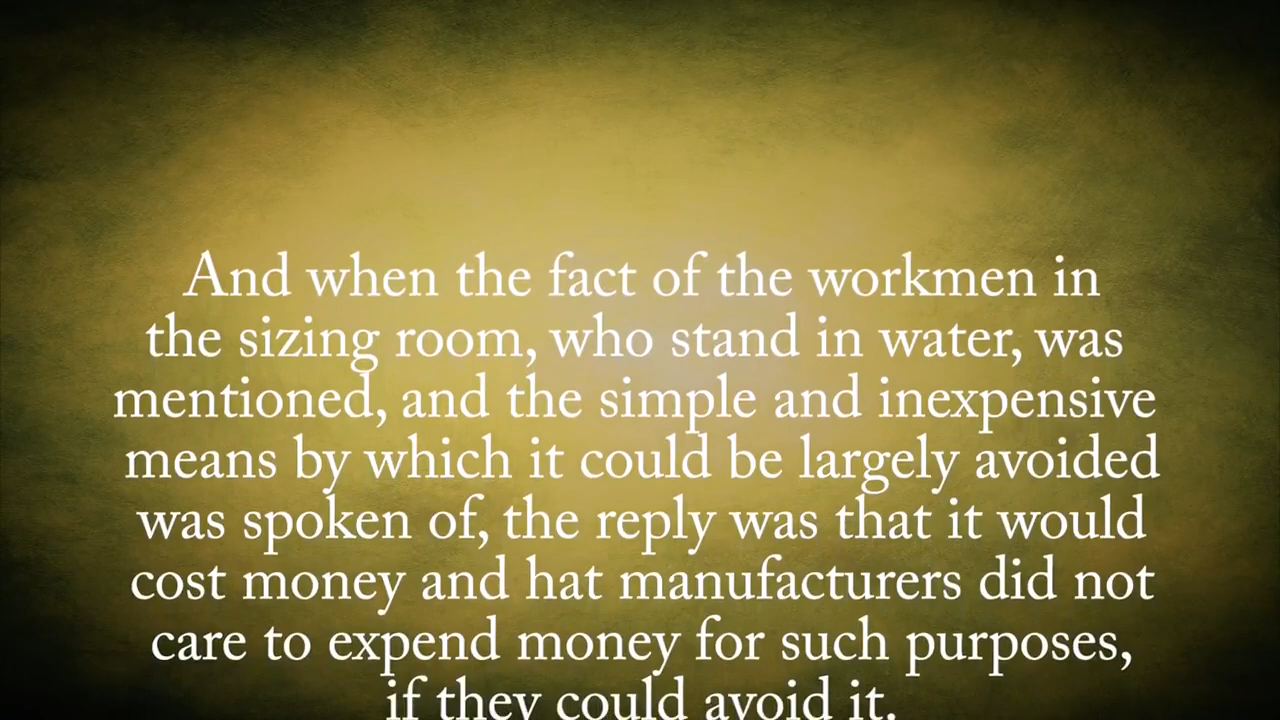 And when the fact of the workmen in
the sizing room, who stand in water, was
mentioned, and the simple and inexpensive
means by which it could be largely avoided
was spoken of, the reply was that it would
cost money and hat manufacturers did not
care to expend money for such purposes,
if they could avoid it.